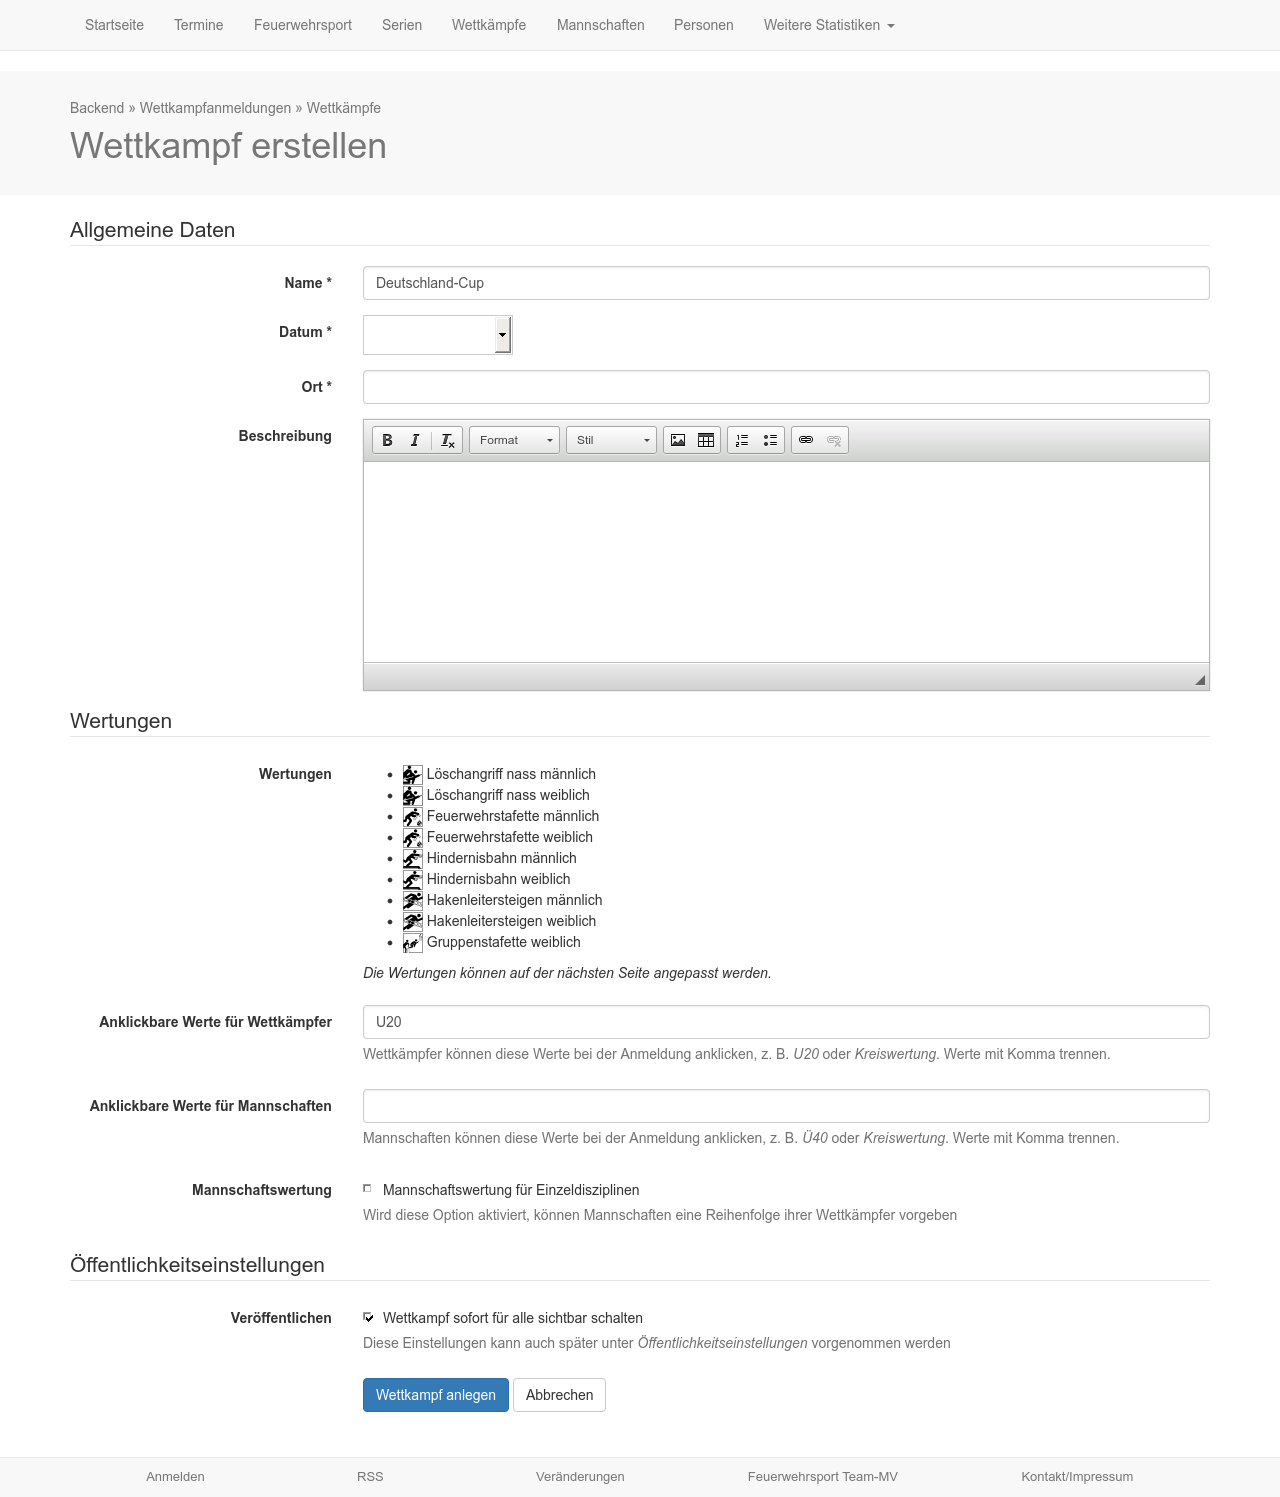 Startseite Termine Feuerwehrsport Serien Wettkämpfe Mannschaften Personen Weitere Statistiken
Backend » Wettkampfanmeldungen » Wettkämpfe
Wettkampf erstellen
Allgemeine Daten
Name * Deutschland-Cup
Datum *
Ort *
Beschreibung
B I Tx Format Stil
Wertungen
Wertungen
Löschangriff nass männlich
Löschangriff nass weiblich
Feuerwehrstafette männlich
Feuerwehrstafette weiblich
Hindernisbahn männlich
Hindernisbahn weiblich
Hakenleitersteigen männlich
Hakenleitersteigen weiblich
Gruppenstafette weiblich
Die Wertungen können auf der nächsten Seite angepasst werden.
Anklickbare Werte für Wettkämpfer U20
Wettkämpfer können diese Werte bei der Anmeldung anklicken, z. B. U20 oder Kreiswertung. Werte mit Komma trennen.
Anklickbare Werte für Mannschaften
Mannschaften können diese Werte bei der Anmeldung anklicken, z. B. Ü40 oder Kreiswertung. Werte mit Komma trennen.
Mannschaftswertung Mannschaftswertung für Einzeldisziplinen
Wird diese Option aktiviert, können Mannschaften eine Reihenfolge ihrer Wettkämpfer vorgeben
Öffentlichkeitseinstellungen
Veröffentlichen Wettkampf sofort für alle sichtbar schalten
Diese Einstellungen kann auch später unter Öffentlichkeitseinstellungen vorgenommen werden
Wettkampf anlegen Abbrechen
Anmelden RSS Veränderungen Feuerwehrsport Team-MV Kontakt/Impressum